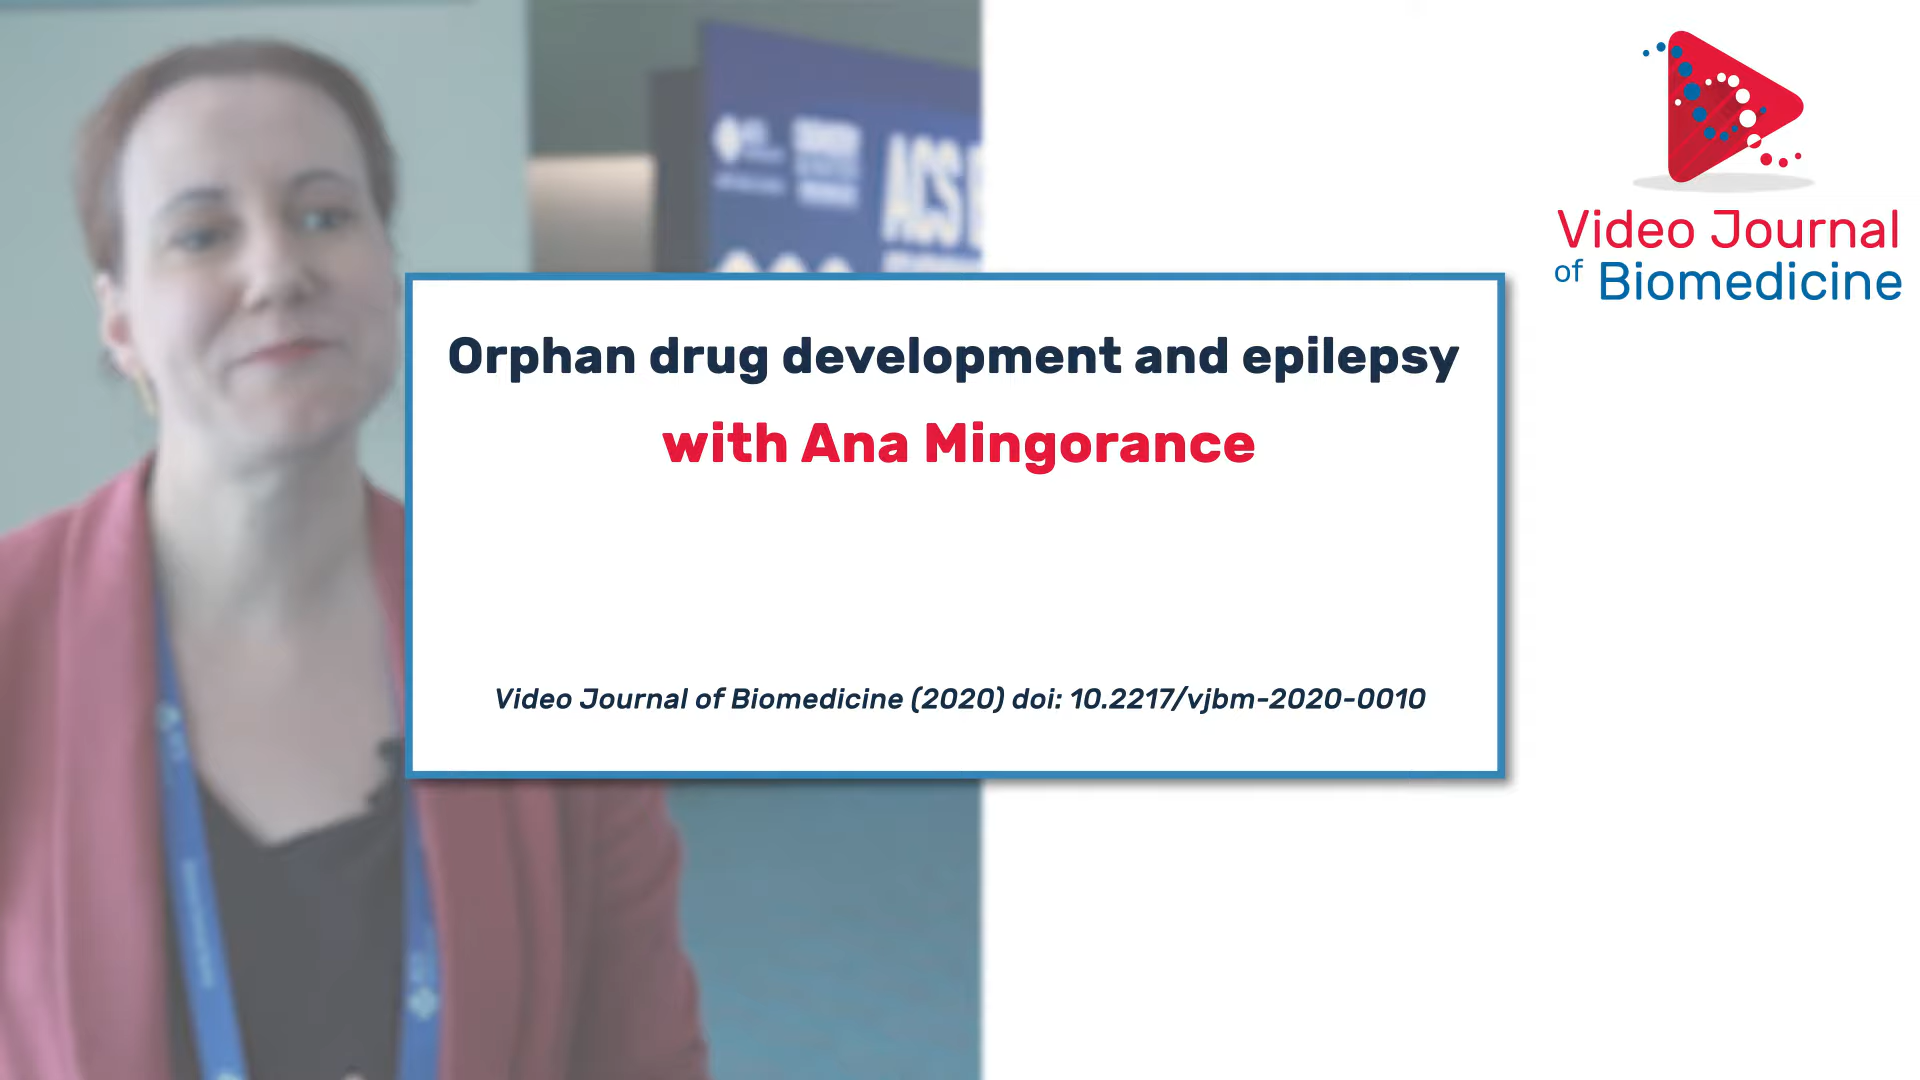 ACS
Video Journal
of Biomedicine
Orphan drug development and epilepsy
with Ana Mingorance
Video Journal of Biomedicine (2020) doi: 10.2217/vjbm-2020-0010